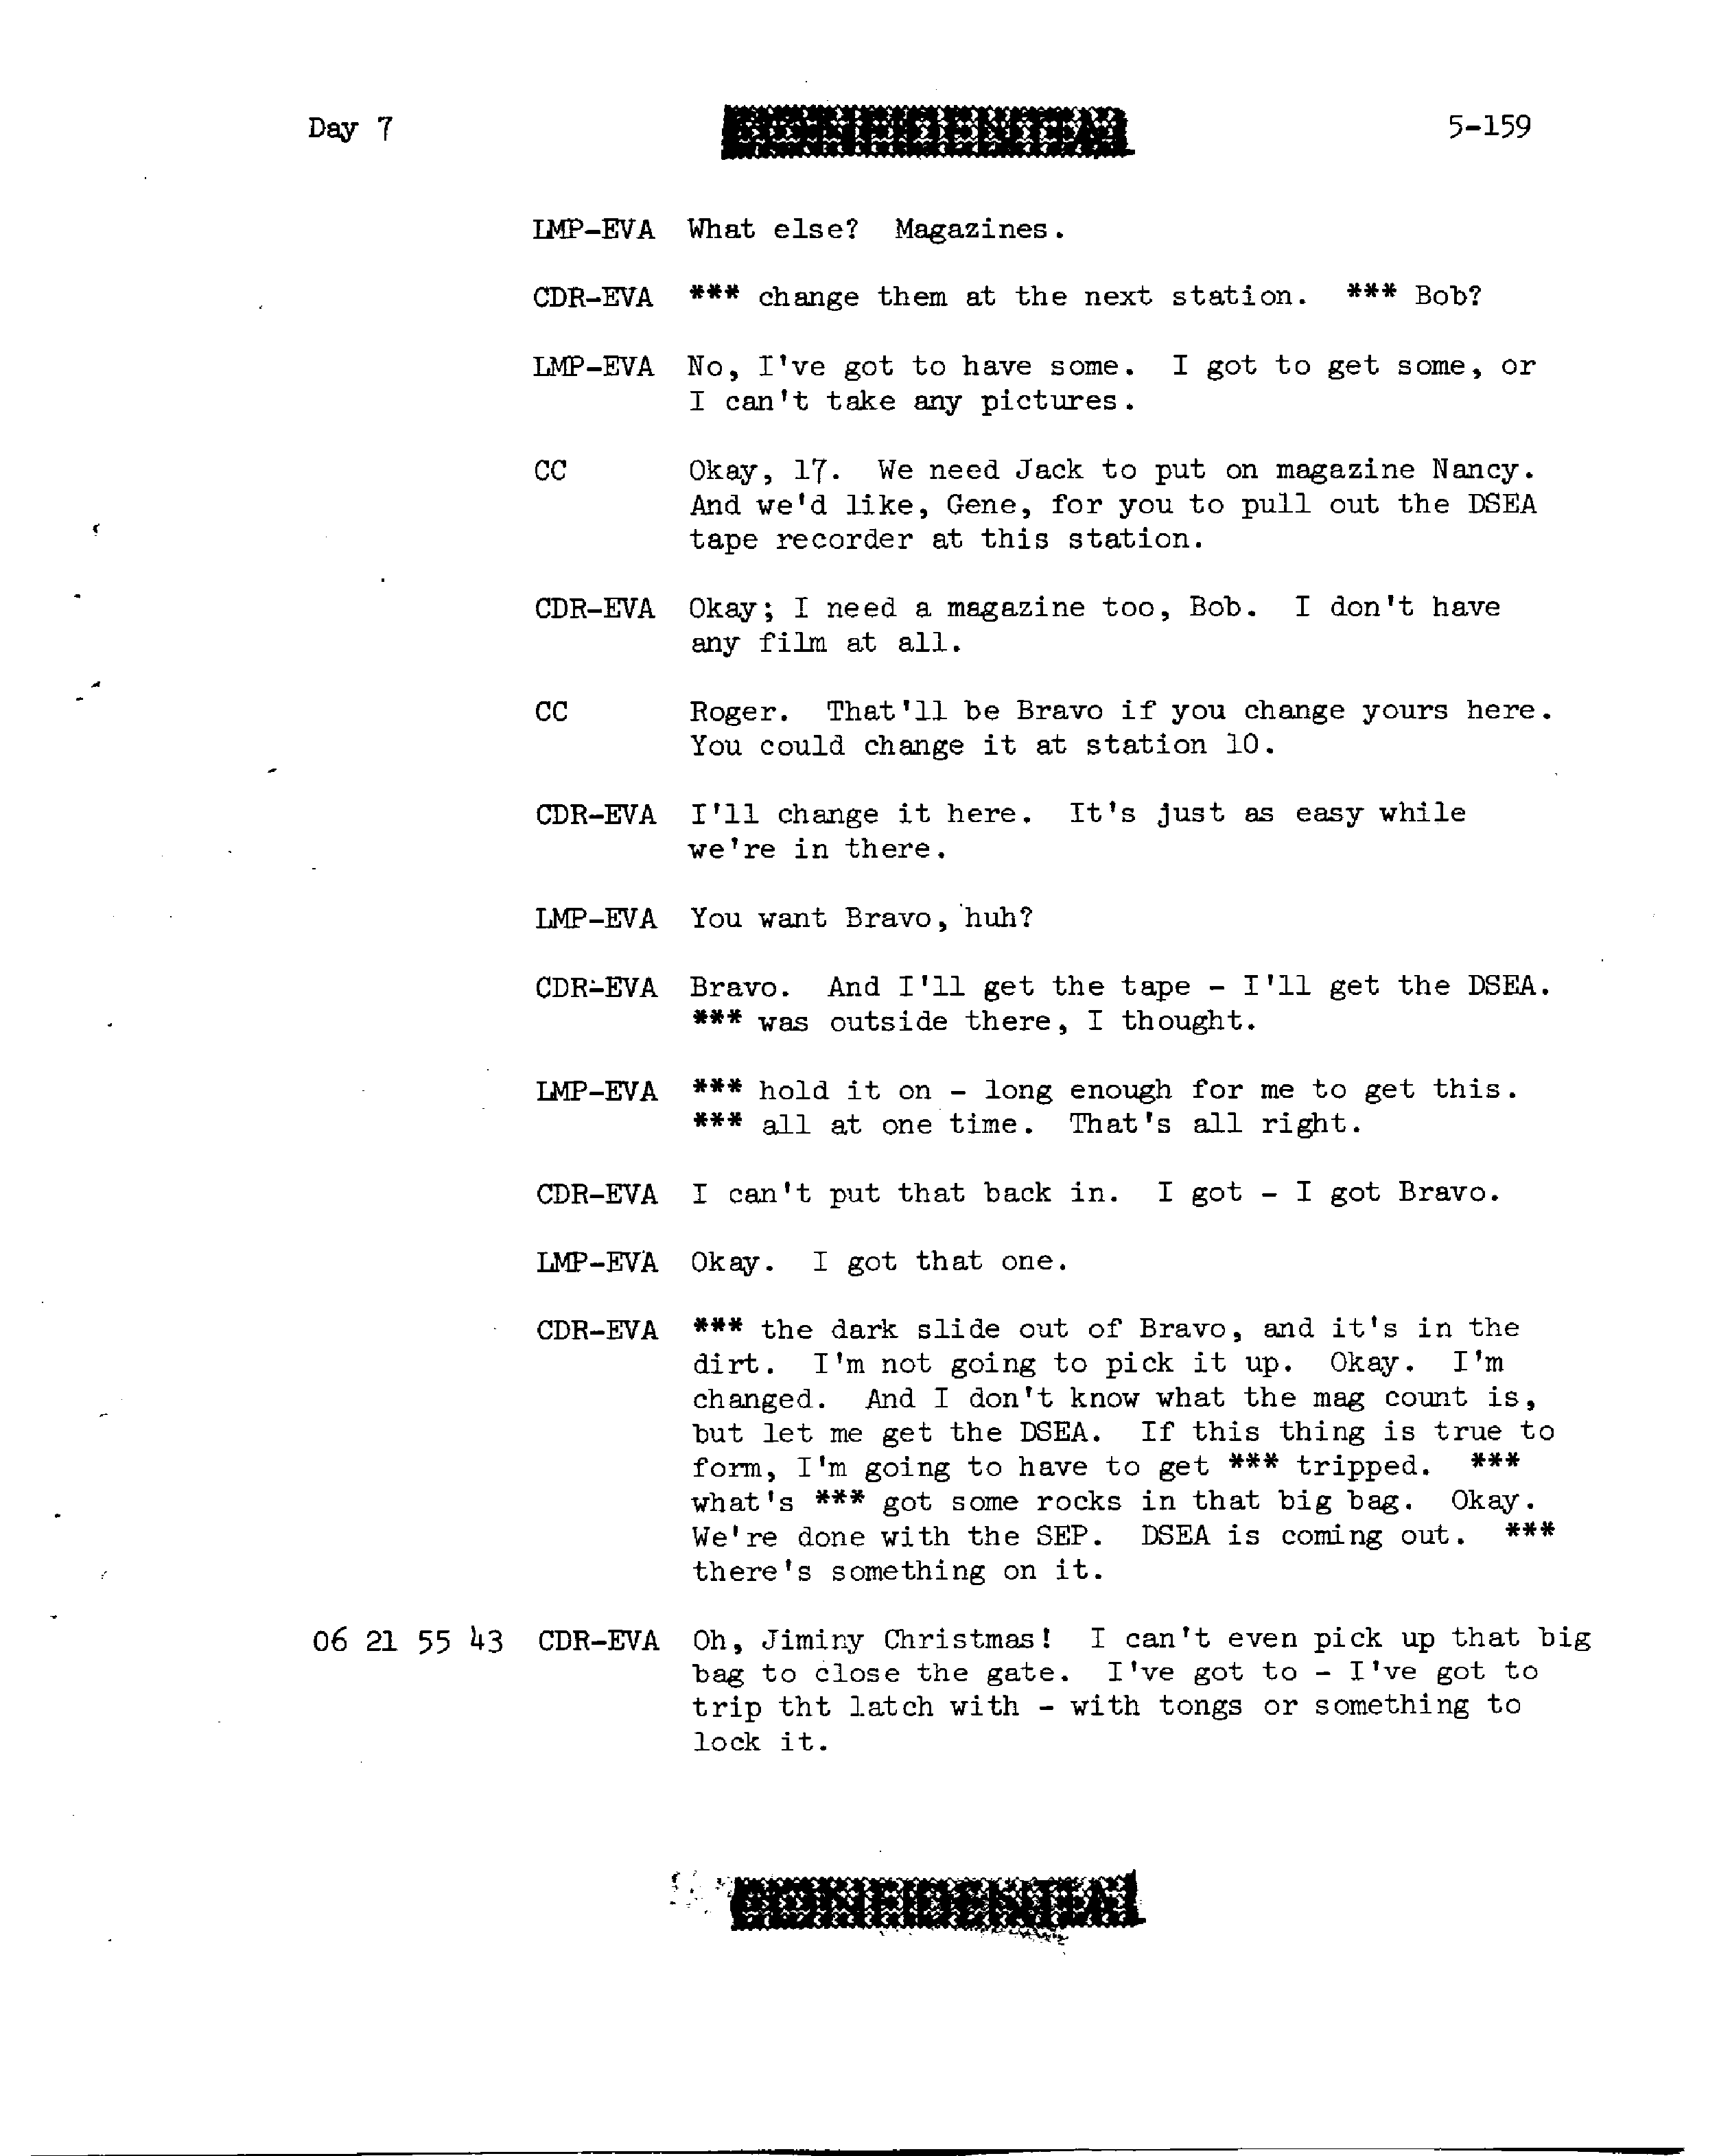 Day 7 CONFIDENTIAL 5-159
LMP-EVA What else? Magazines.
CDR-EVA *** change them at the next station. *** Bob?
LMP-EVA No, I've got to have some. I got to get some, or
I can't take any pictures.
CC Okay, 17. We need Jack to put on magazine Nancy.
And we'd like, Gene, for you to pull out the DSEA
tape recorder at this station.
CDR-EVA Okay; I need a magazine too, Bob. I don't have
any film at all.
CC Roger. That'll be Bravo if you change yours here.
You could change it at station 10.
CDR-EVA I'll change it here. It's just as easy while
we're in there.
LMP-EVA You want Bravo, huh?
CDR-EVA Bravo. And I'll get the tape - I'll get the DSEA.
*** was outside there, I thought.
LMP-EVA *** hold it on - long enough for me to get this.
*** all at one time. That's all right.
CDR-EVA I can't put that back in. I got - I got Bravo.
LMP-EVA Okay. I got that one.
CDR-EVA *** the dark slide out of Bravo, and it's in the
dirt. I'm not going to pick it up. Okay. I'm
changed. And I don't know what the mag count is,
but let me get the DSEA. If this thing is true to
form, I'm going to have to get *** tripped. ***
what's *** got some rocks in that big bag. Okay.
We're done with the SEP. DSEA is coming out. ***
there's something on it.
06 21 55 43 CDR-EVA Oh, Jiminy Christmas! I can't even pick up that big
bag to close the gate. I've got to - I've got to
trip tht latch with - with tongs or something to
lock it.
CONFIDENTIAL